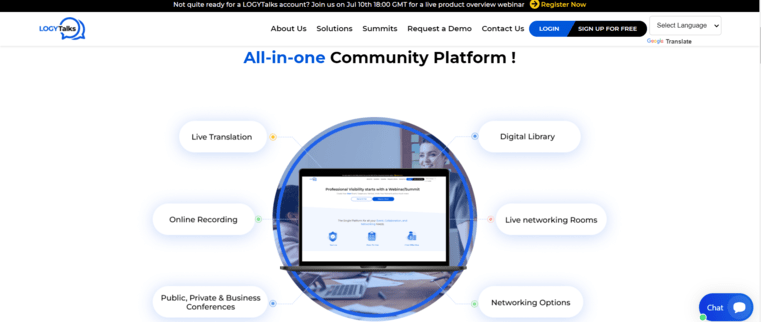 Not quite ready for a LOGYTalks account? Join us on Jul 10th 18:00 GMT for a live product overview webinar Register Now
LOGYTalks
About Us Solutions Summits Request a Demo Contact Us LOGIN SIGN UP FOR FREE Select Language
Google Translate
All-in-one Community Platform !
Live Translation
Digital Library
Professional Visibility starts with a Webinar/Summit
Online Recording
Live networking Rooms
Public, Private & Business
Conferences
Networking Options
Chat